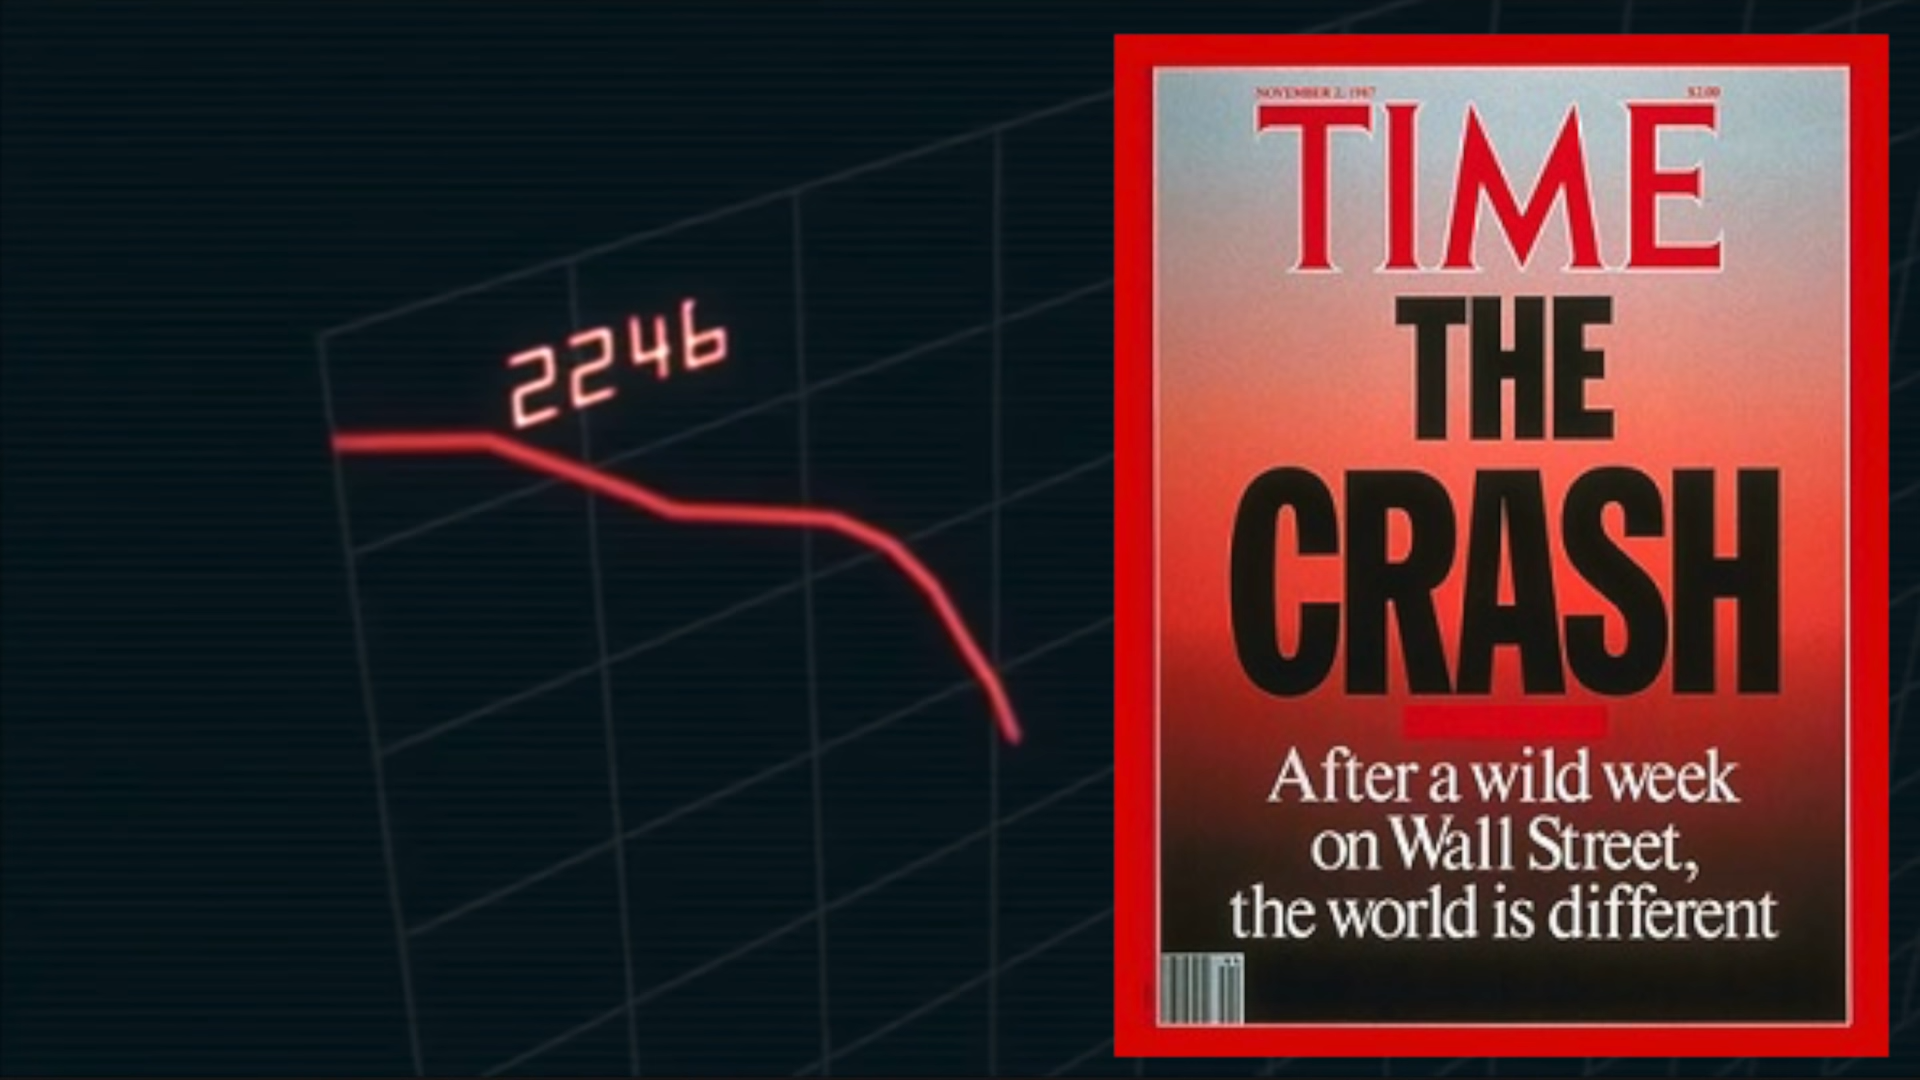 2246
NOVEMBER 2, 1987
$2.00
TIME
THE
CRASH
After a wild week
on Wall Street,
the world is different